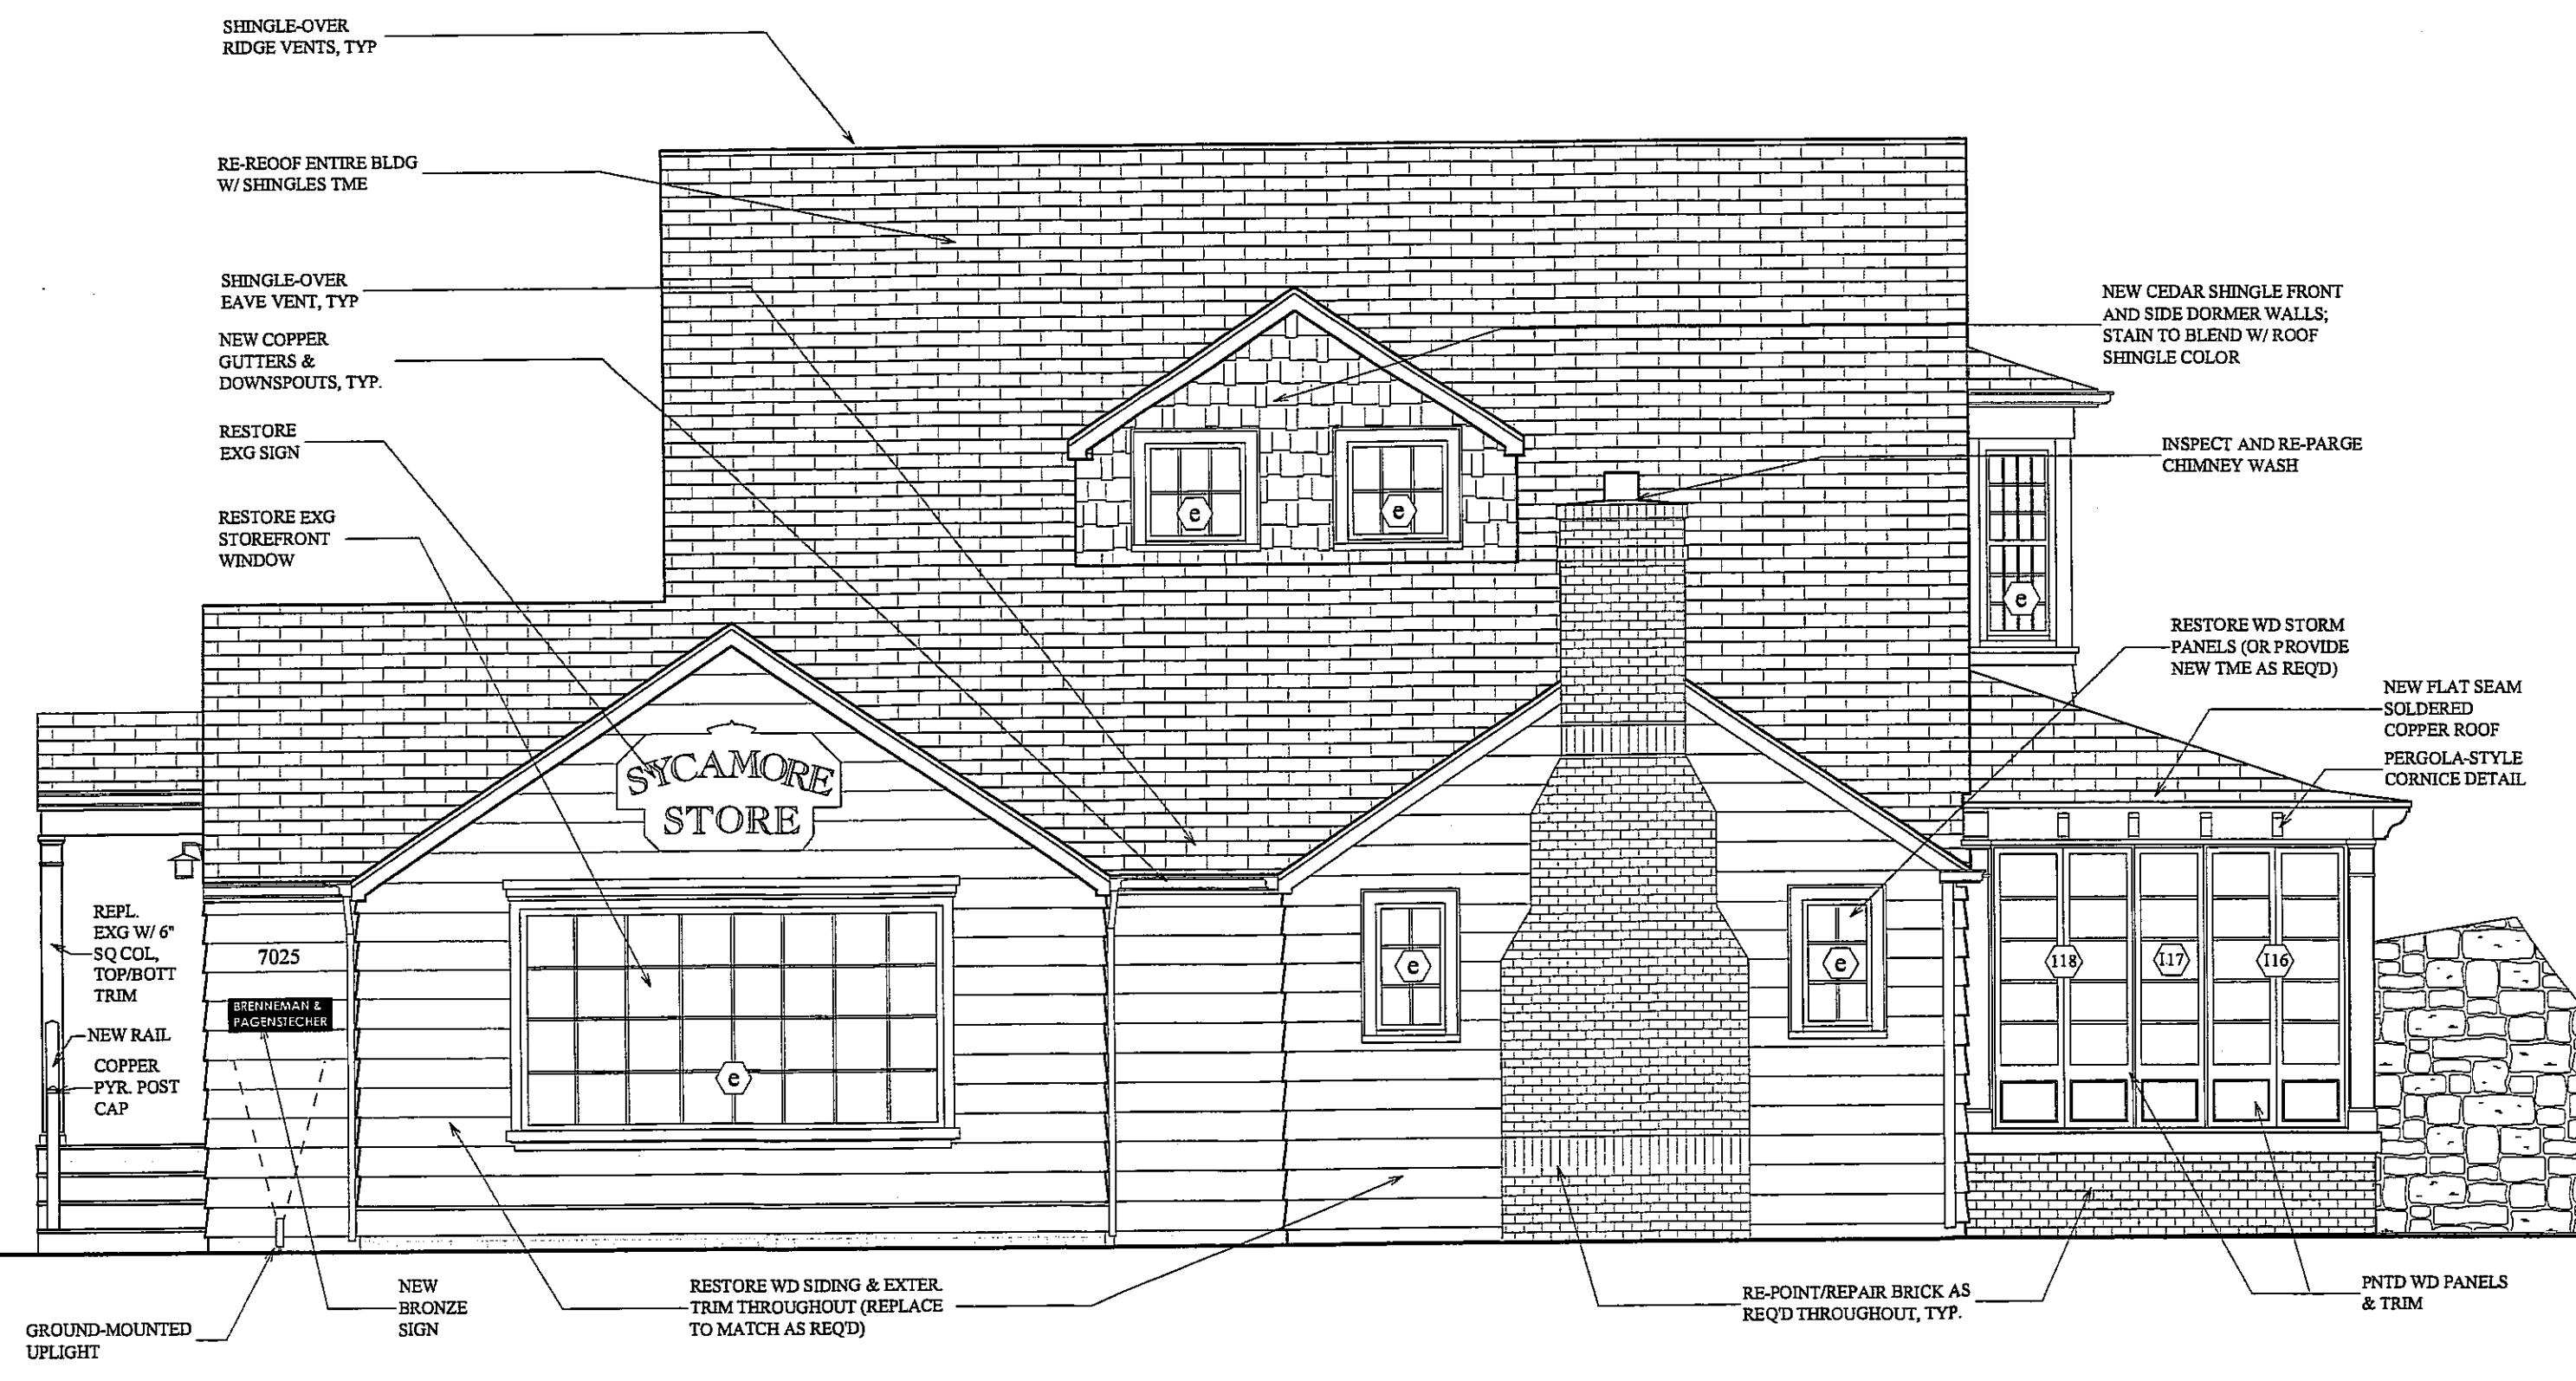 SHINGLE-OVER
RIDGE VENTS, TYP
RE-REOOF ENTIRE BLDG
W/ SHINGLES TME
SHINGLE-OVER
EAVE VENT, TYP
NEW COPPER
GUTTERS &
DOWNSPOUTS, TYP.
RESTORE
EXG SIGN
RESTORE EXG
STOREFRONT
WINDOW
NEW CEDAR SHINGLE FRONT
AND SIDE DORMER WALLS;
STAIN TO BLEND W/ ROOF
SHINGLE COLOR
INSPECT AND RE-PARGE
CHIMNEY WASH
RESTORE WD STORM
PANELS (OR PROVIDE
NEW TME AS REQ'D)
NEW FLAT SEAM
SOLDERED
COPPER ROOF
PERGOLA-STYLE
CORNICE DETAIL
e
e
e
SYCAMORE
STORE
REPL.
EXG W/ 6"
SQ COL,
TOP/BOTT
TRIM
NEW RAIL
COPPER
PYR. POST
CAP
7025
BRENNEMAN &
PAGENSTECHER
e
e
e
118
117
116
GROUND-MOUNTED
UPLIGHT
NEW
BRONZE
SIGN
RESTORE WD SIDING & EXTER
TRIM THROUGHOUT (REPLACE
TO MATCH AS REQ'D)
RE-POINT/REPAIR BRICK AS
REQ'D THROUGHOUT, TYP.
PNTD WD PANELS
& TRIM